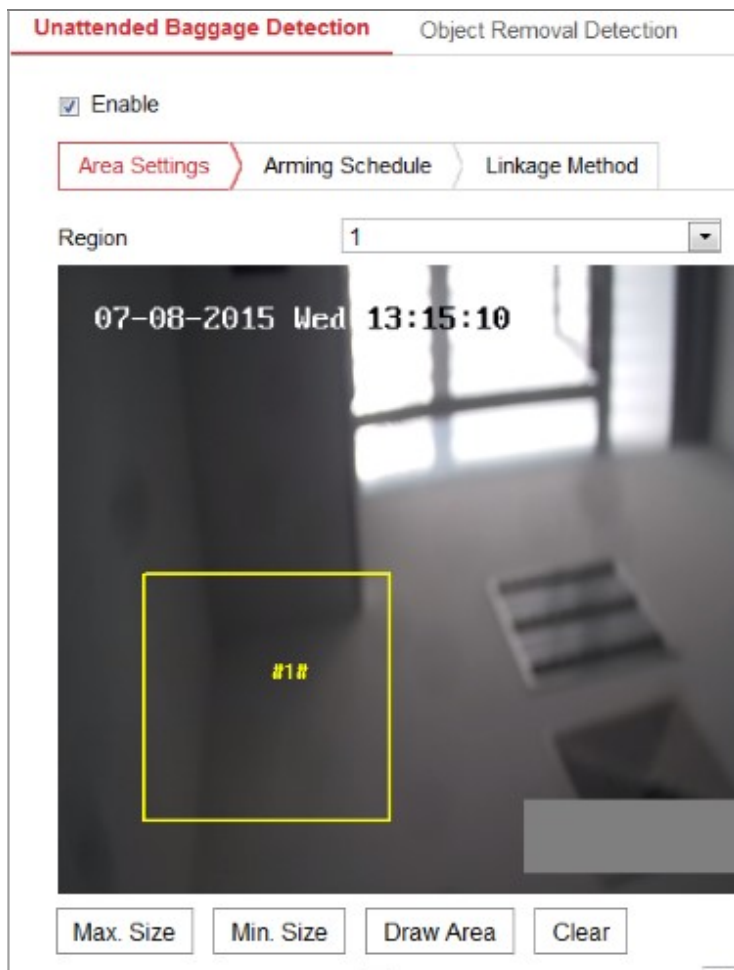 Unattended Baggage Detection Object Removal Detection
Enable
Area Settings Arming Schedule Linkage Method
Region 1
07-08-2015 Wed 13:15:10
#1#
Max. Size Min. Size Draw Area Clear